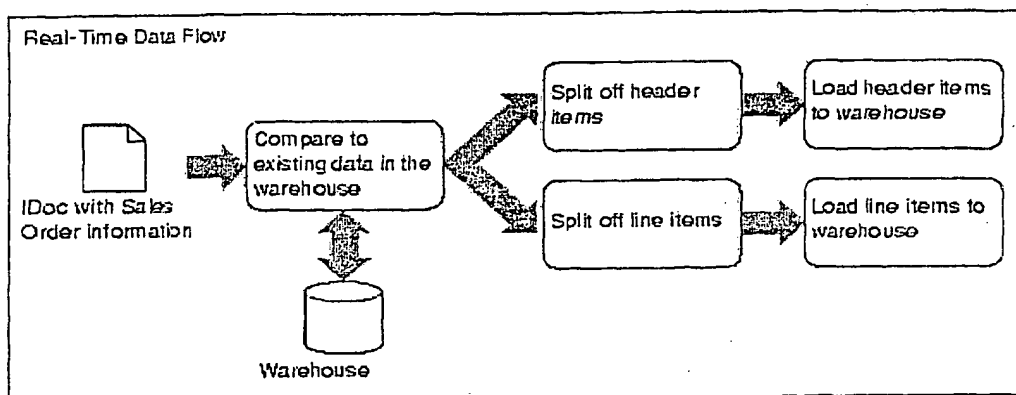 Real-Time Data Flow
IDoc with Sales
Order Information
Compare to
existing data in the
warehouse
Warehouse
Split off header
items
Load header items
to warehouse
Split off line items
Load line items to
warehouse